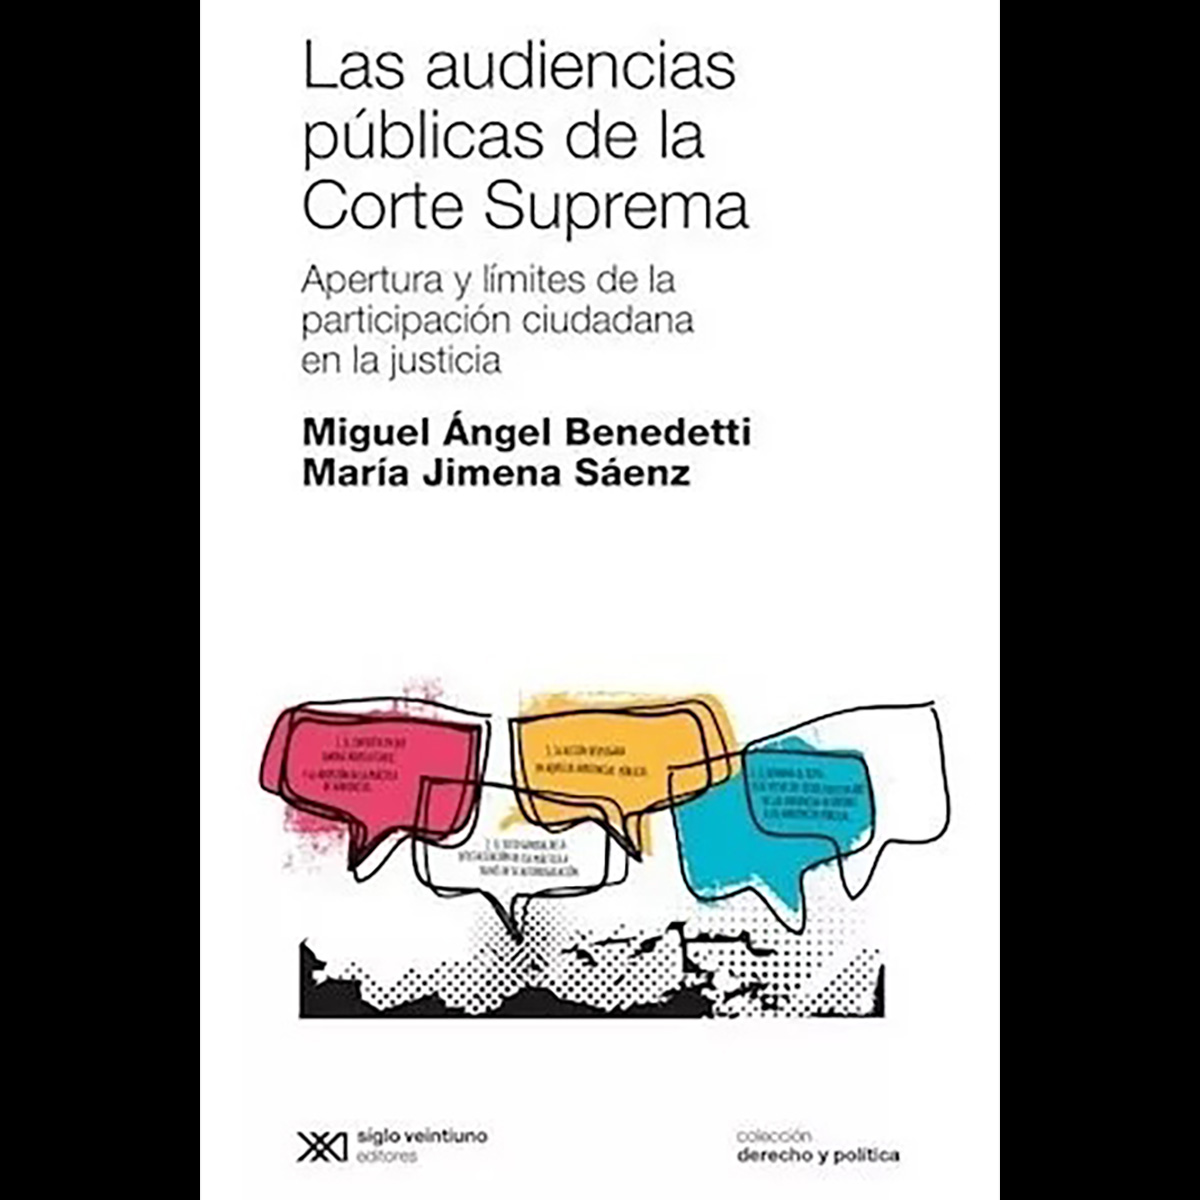 Las audiencias
públicas de la
Corte Suprema
Apertura y límites de la
participación ciudadana
en la justicia
Miguel Ángel Benedetti
María Jimena Sáenz
siglo veintiuno
editores
colección
derecho y política